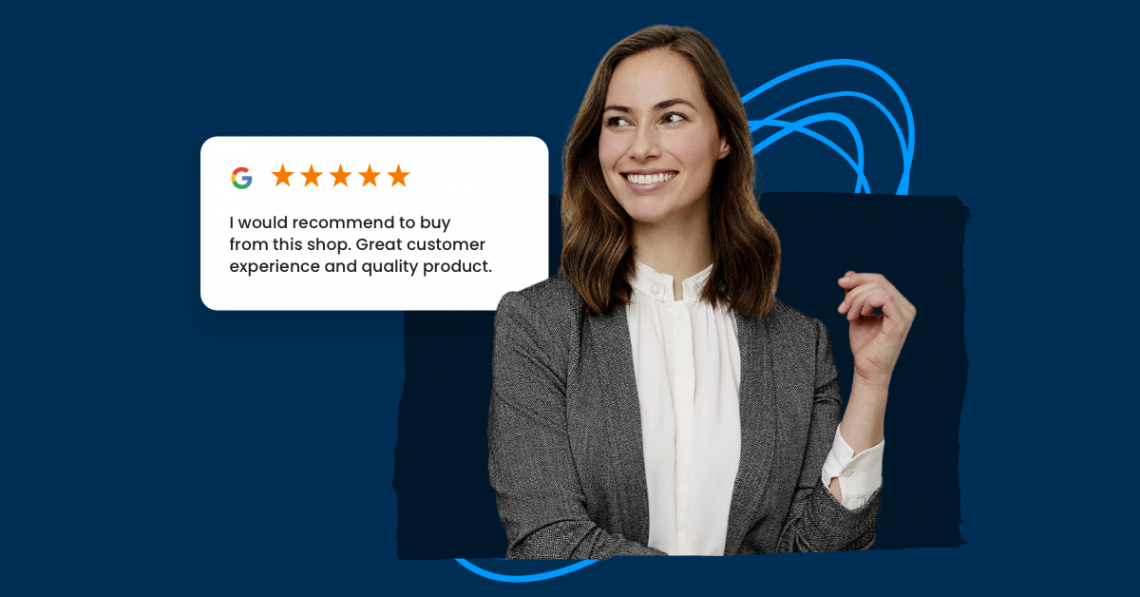 I would recommend to buy
from this shop. Great customer
experience and quality product.